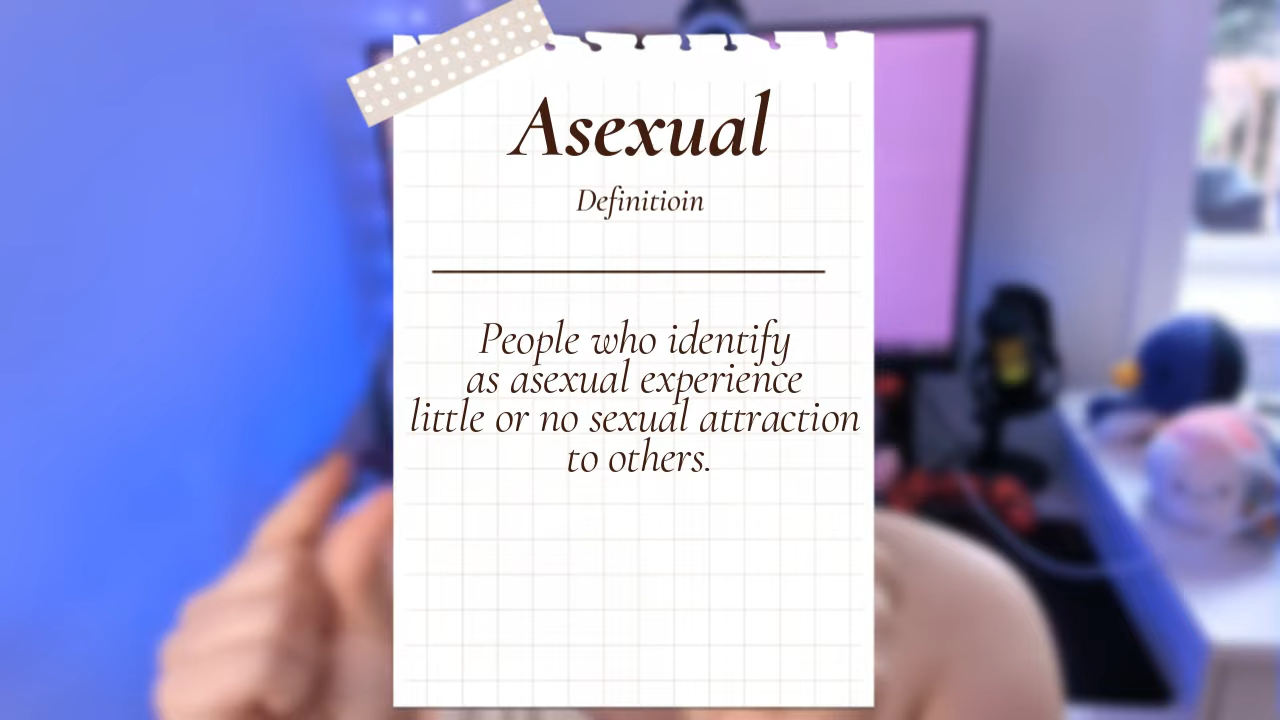 Asexual
Definitioin
People who identify
as asexual experience
little or no sexual attraction
to others.